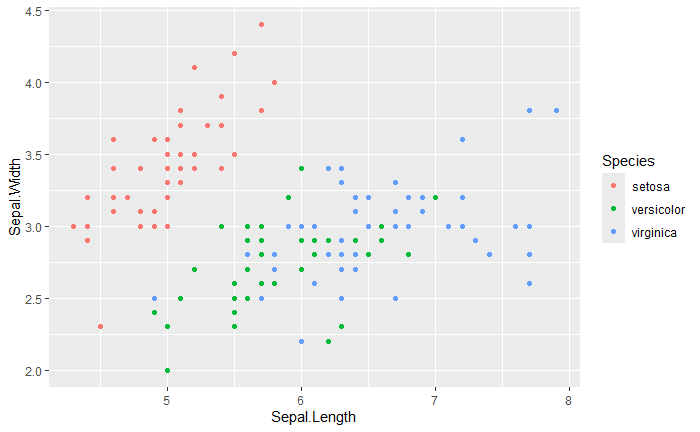 4.5
4.0
3.5
3.0
2.5
2.0
Sepal.Width
5
6
7
8
Sepal.Length
Species
setosa
versicolor
virginica